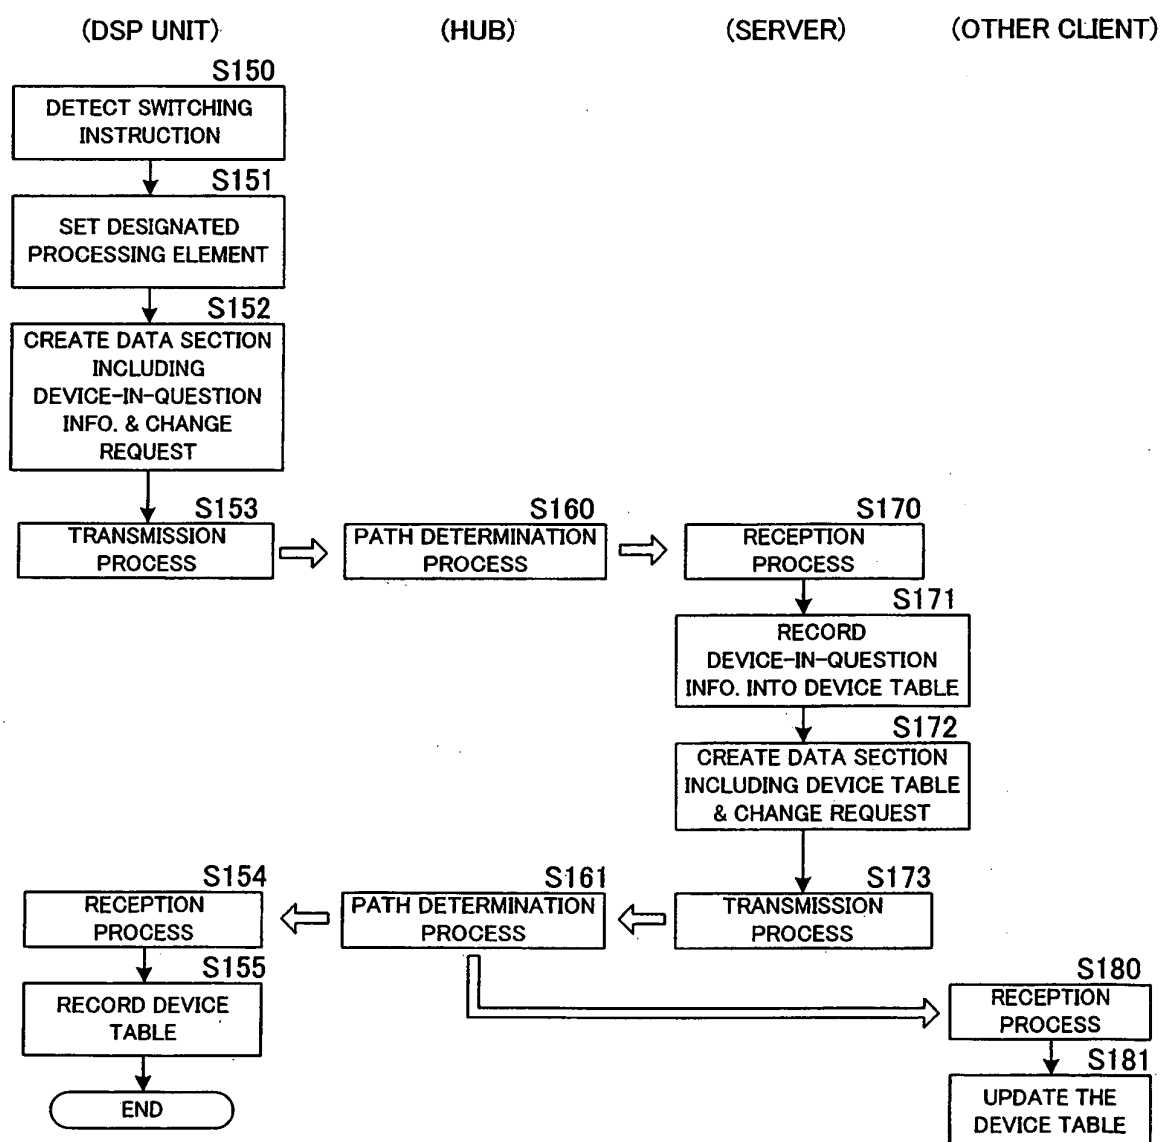 (DSP UNIT)
(HUB)
(SERVER)
(OTHER CLIENT)
S150
DETECT SWITCHING
INSTRUCTION
S151
SET DESIGNATED
PROCESSING ELEMENT
S152
CREATE DATA SECTION
INCLUDING
DEVICE-IN-QUESTION
INFO. & CHANGE
REQUEST
S153
TRANSMISSION
PROCESS
S160
PATH DETERMINATION
PROCESS
S170
RECEPTION
PROCESS
S171
RECORD
DEVICE-IN-QUESTION
INFO. INTO DEVICE TABLE
S172
CREATE DATA SECTION
INCLUDING DEVICE TABLE
& CHANGE REQUEST
S173
TRANSMISSION
PROCESS
S161
PATH DETERMINATION
PROCESS
S154
RECEPTION
PROCESS
S155
RECORD DEVICE
TABLE
END
S180
RECEPTION
PROCESS
S181
UPDATE THE
DEVICE TABLE